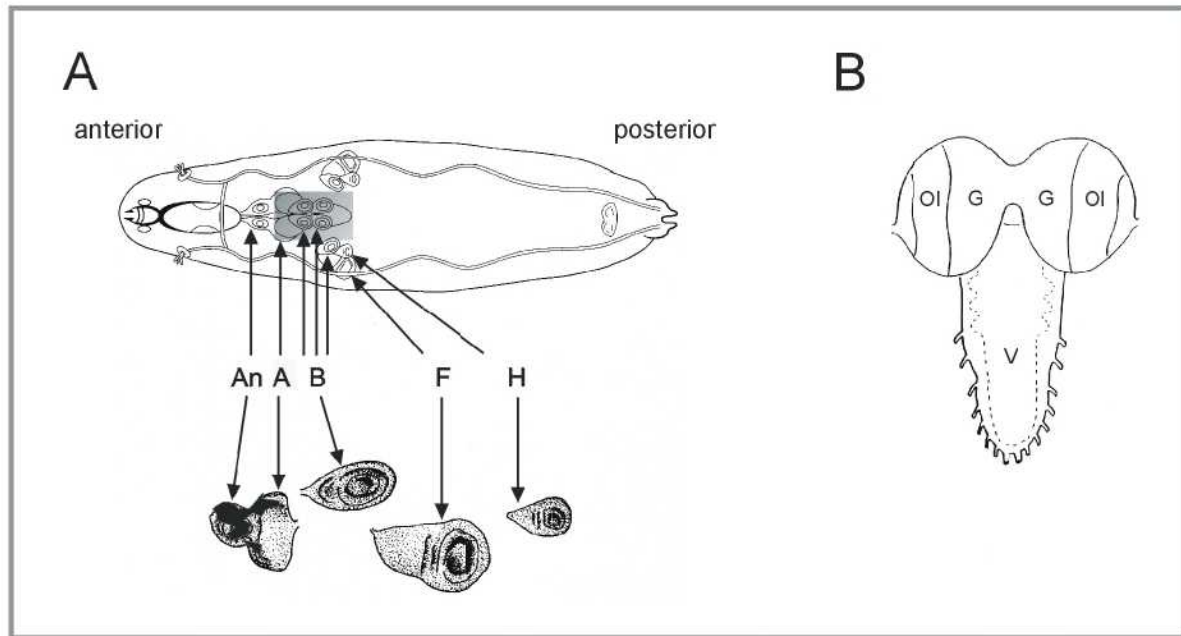 A
B
anterior
posterior
An A B F H
Ol G G Ol
V